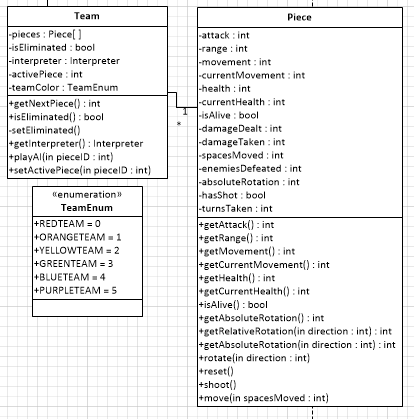 Team
-pieces : Piece[ ]
-isEliminated : bool
-interpreter : Interpreter
-activePiece : int
-teamColor : TeamEnum
+getNextPiece() : int
+isEliminated() : bool
-setEliminated()
+getInterpreter() : Interpreter
+playAI(in pieceID : int)
+setActivePiece(in pieceID : int)
1
*
«enumeration»
TeamEnum
+REDTEAM = 0
+ORANGETEAM = 1
+YELLOWTEAM = 2
+GREENTEAM = 3
+BLUETEAM = 4
+PURPLETEAM = 5
Piece
-attack : int
-range : int
-movement : int
-currentMovement : int
-health : int
-currentHealth : int
-isAlive : bool
-damageDealt : int
-damageTaken : int
-spacesMoved : int
-enemiesDefeated : int
-absoluteRotation : int
-hasShot : bool
-turnsTaken : int
+getAttack() : int
+getRange() : int
+getMovement() : int
+getCurrentMovement() : int
+getHealth() : int
+getCurrentHealth() : int
+isAlive() : bool
+getAbsoluteRotation() : int
+getRelativeRotation(in direction : int) : int
+getAbsoluteRotation(in direction : int) : int
+rotate(in direction : int)
+reset()
+shoot()
+move(in spacesMoved : int)